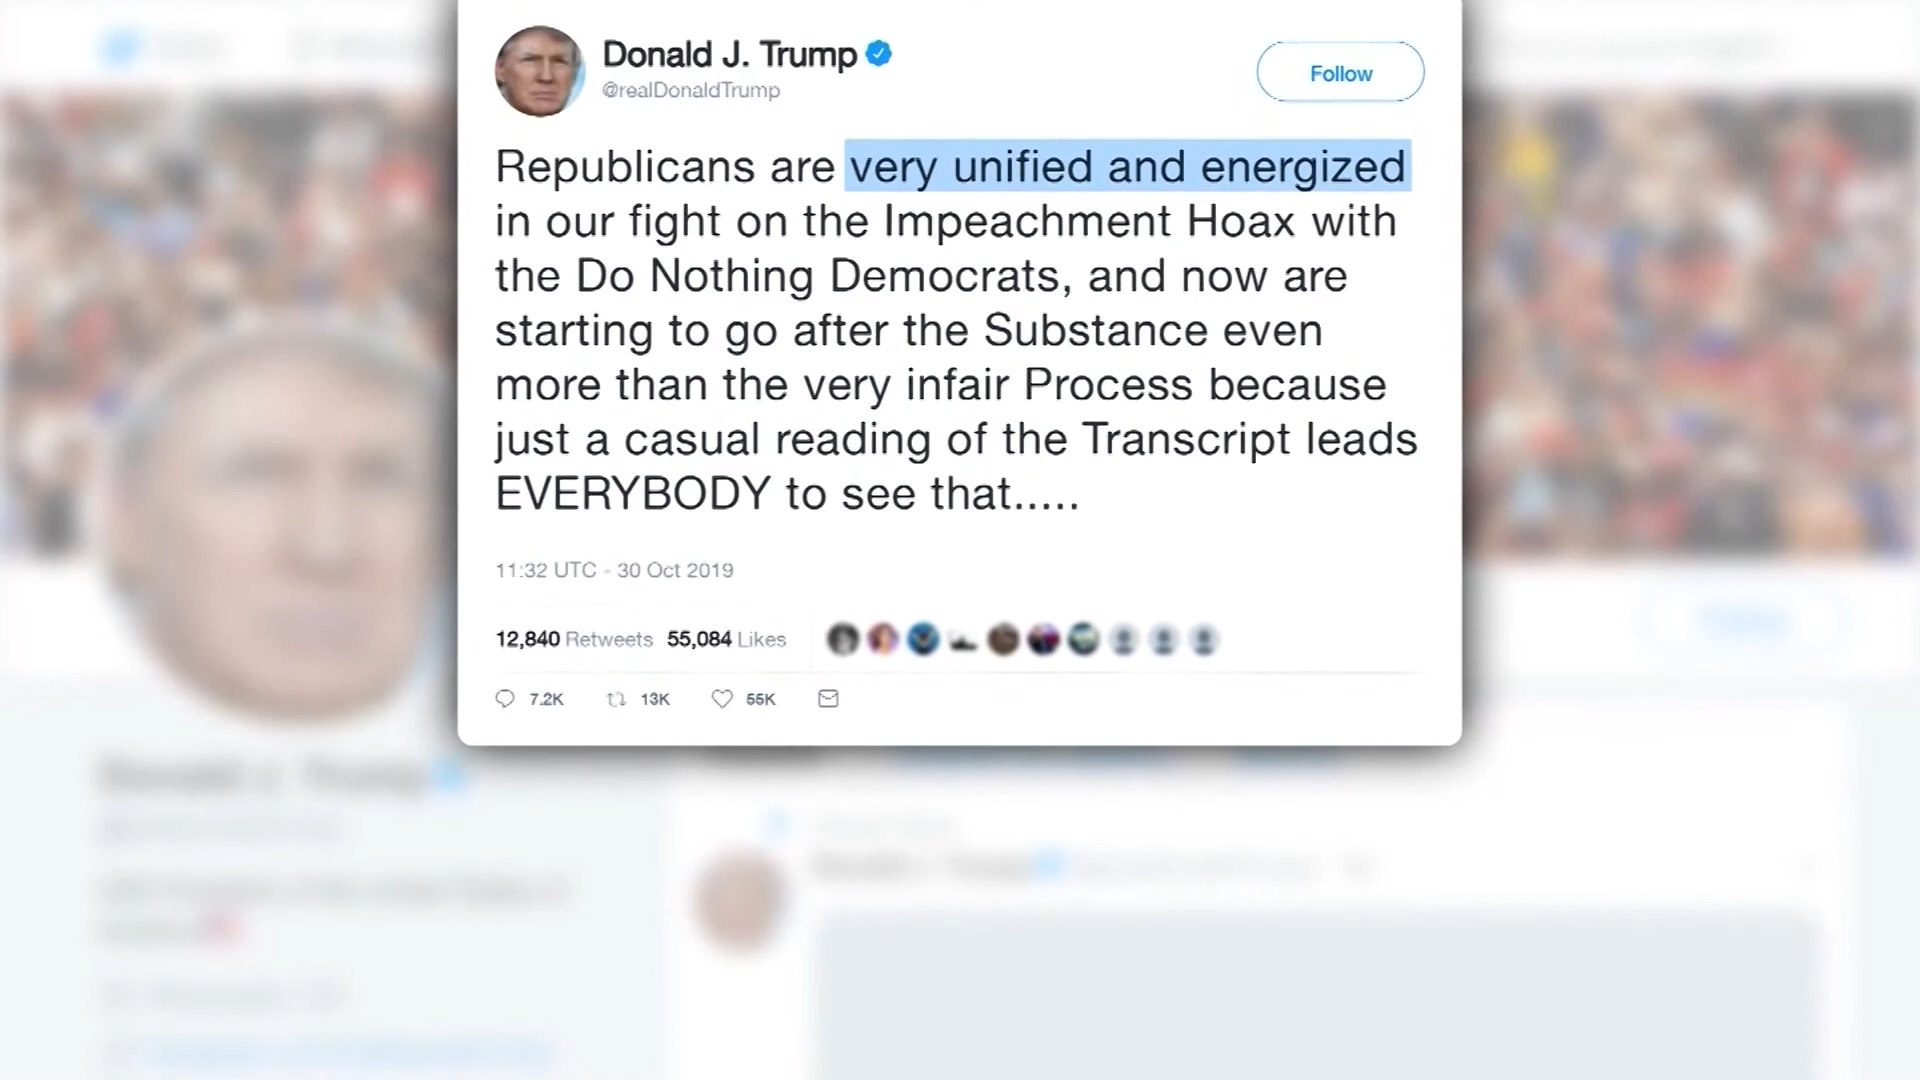 Donald J. Trump
@realDonaldTrump
Follow
Republicans are very unified and energized
in our fight on the Impeachment Hoax with
the Do Nothing Democrats, and now are
starting to go after the Substance even
more than the very infair Process because
just a casual reading of the Transcript leads
EVERYBODY to see that.....
11:32 UTC - 30 Oct 2019
12,840 Retweets 55,084 Likes
7.2K 13K 55K